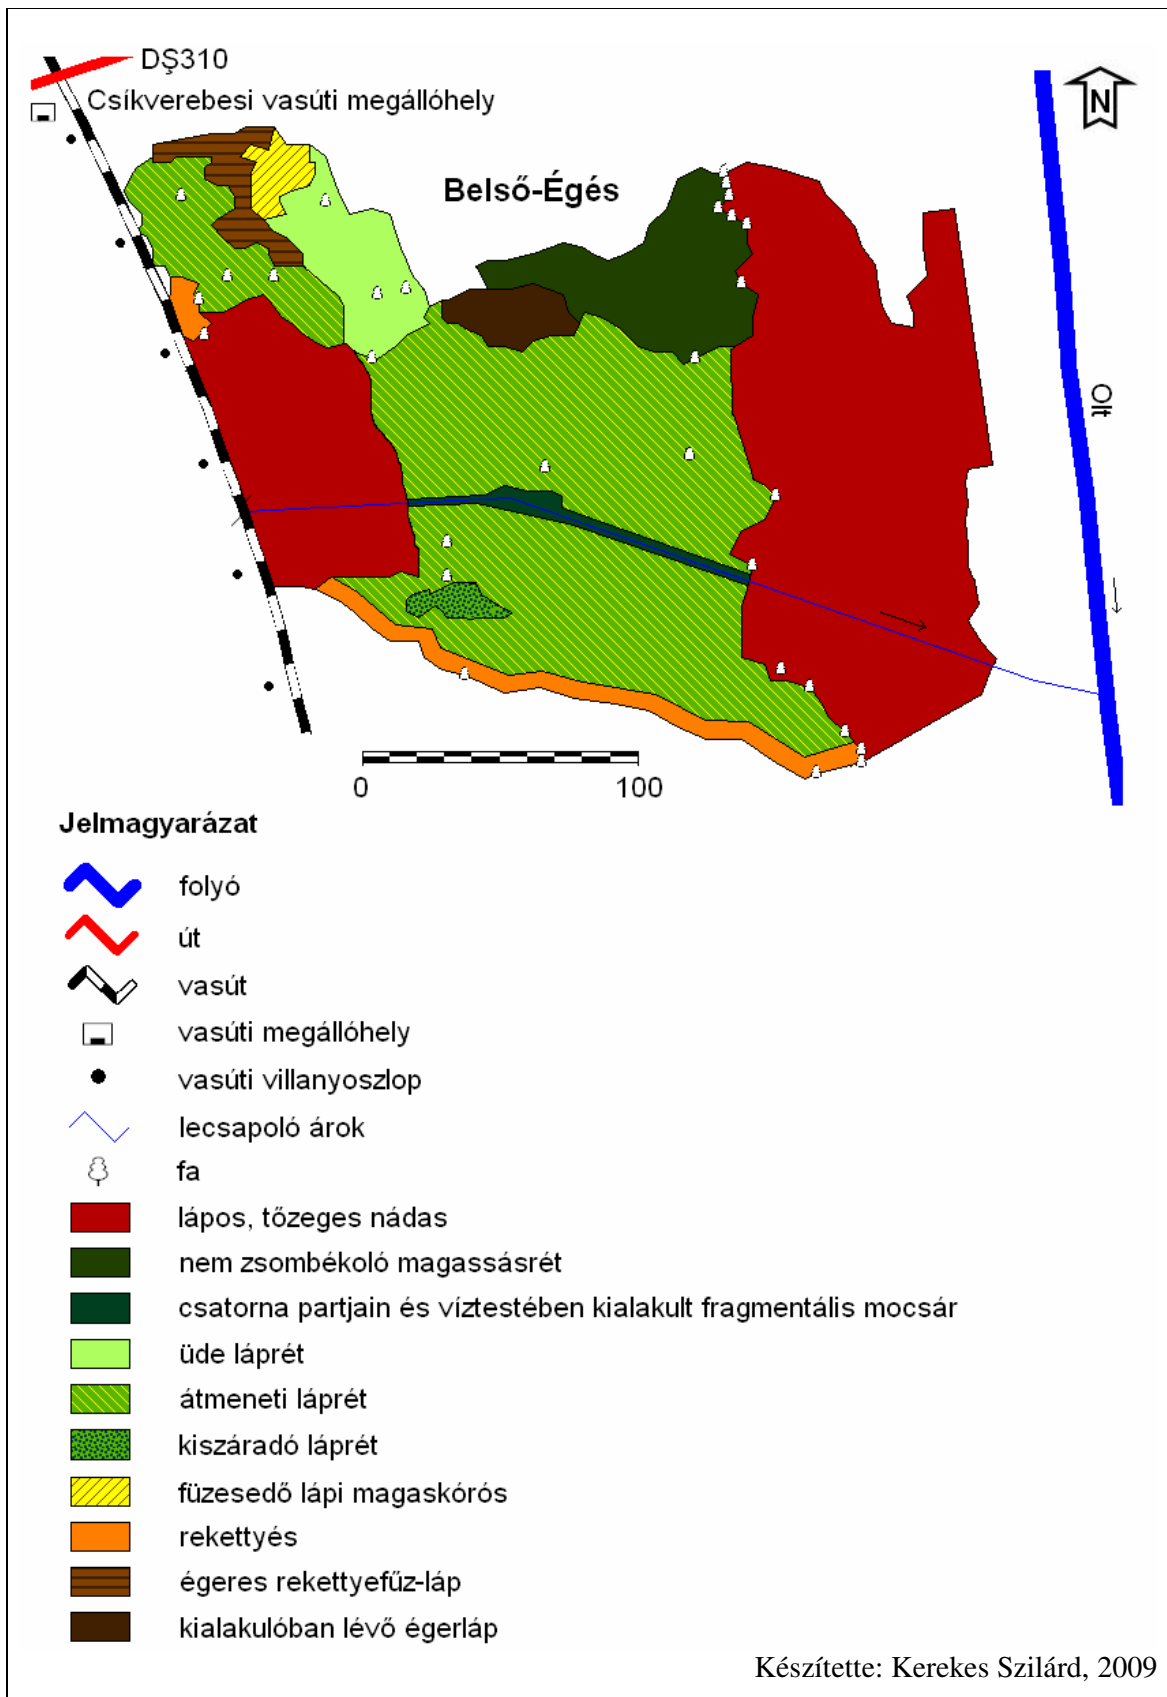 DŞ310
Csíkverebesi vasúti megállóhely
N
Belső-Égés
Olt
0 100
Jelmagyarázat
folyó
út
vasút
vasúti megállóhely
vasúti villanyoszlop
lecsapoló árok
fa
lápos, tőzeges nádas
nem zsombékoló magassásrét
csatorna partjain és víztestében kialakult fragmentális mocsár
üde láprét
átmeneti láprét
kiszáradó láprét
füzesedő lápi magaskórós
rekettyés
égeres rekettyefűz-láp
kialakulóban lévő égerláp
Készítette: Kerekes Szilárd, 2009